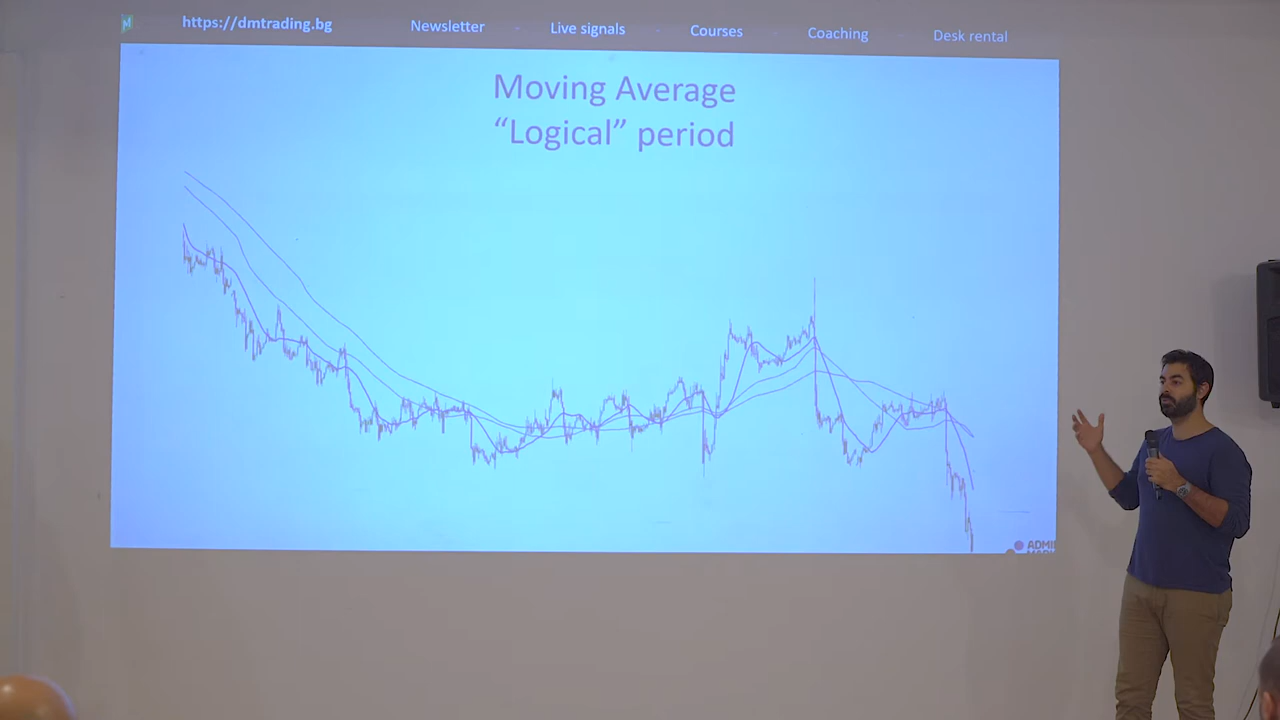 https://dmtrading.bg Newsletter - Live signals - Courses - Coaching - Desk rental
Moving Average
“Logical” period